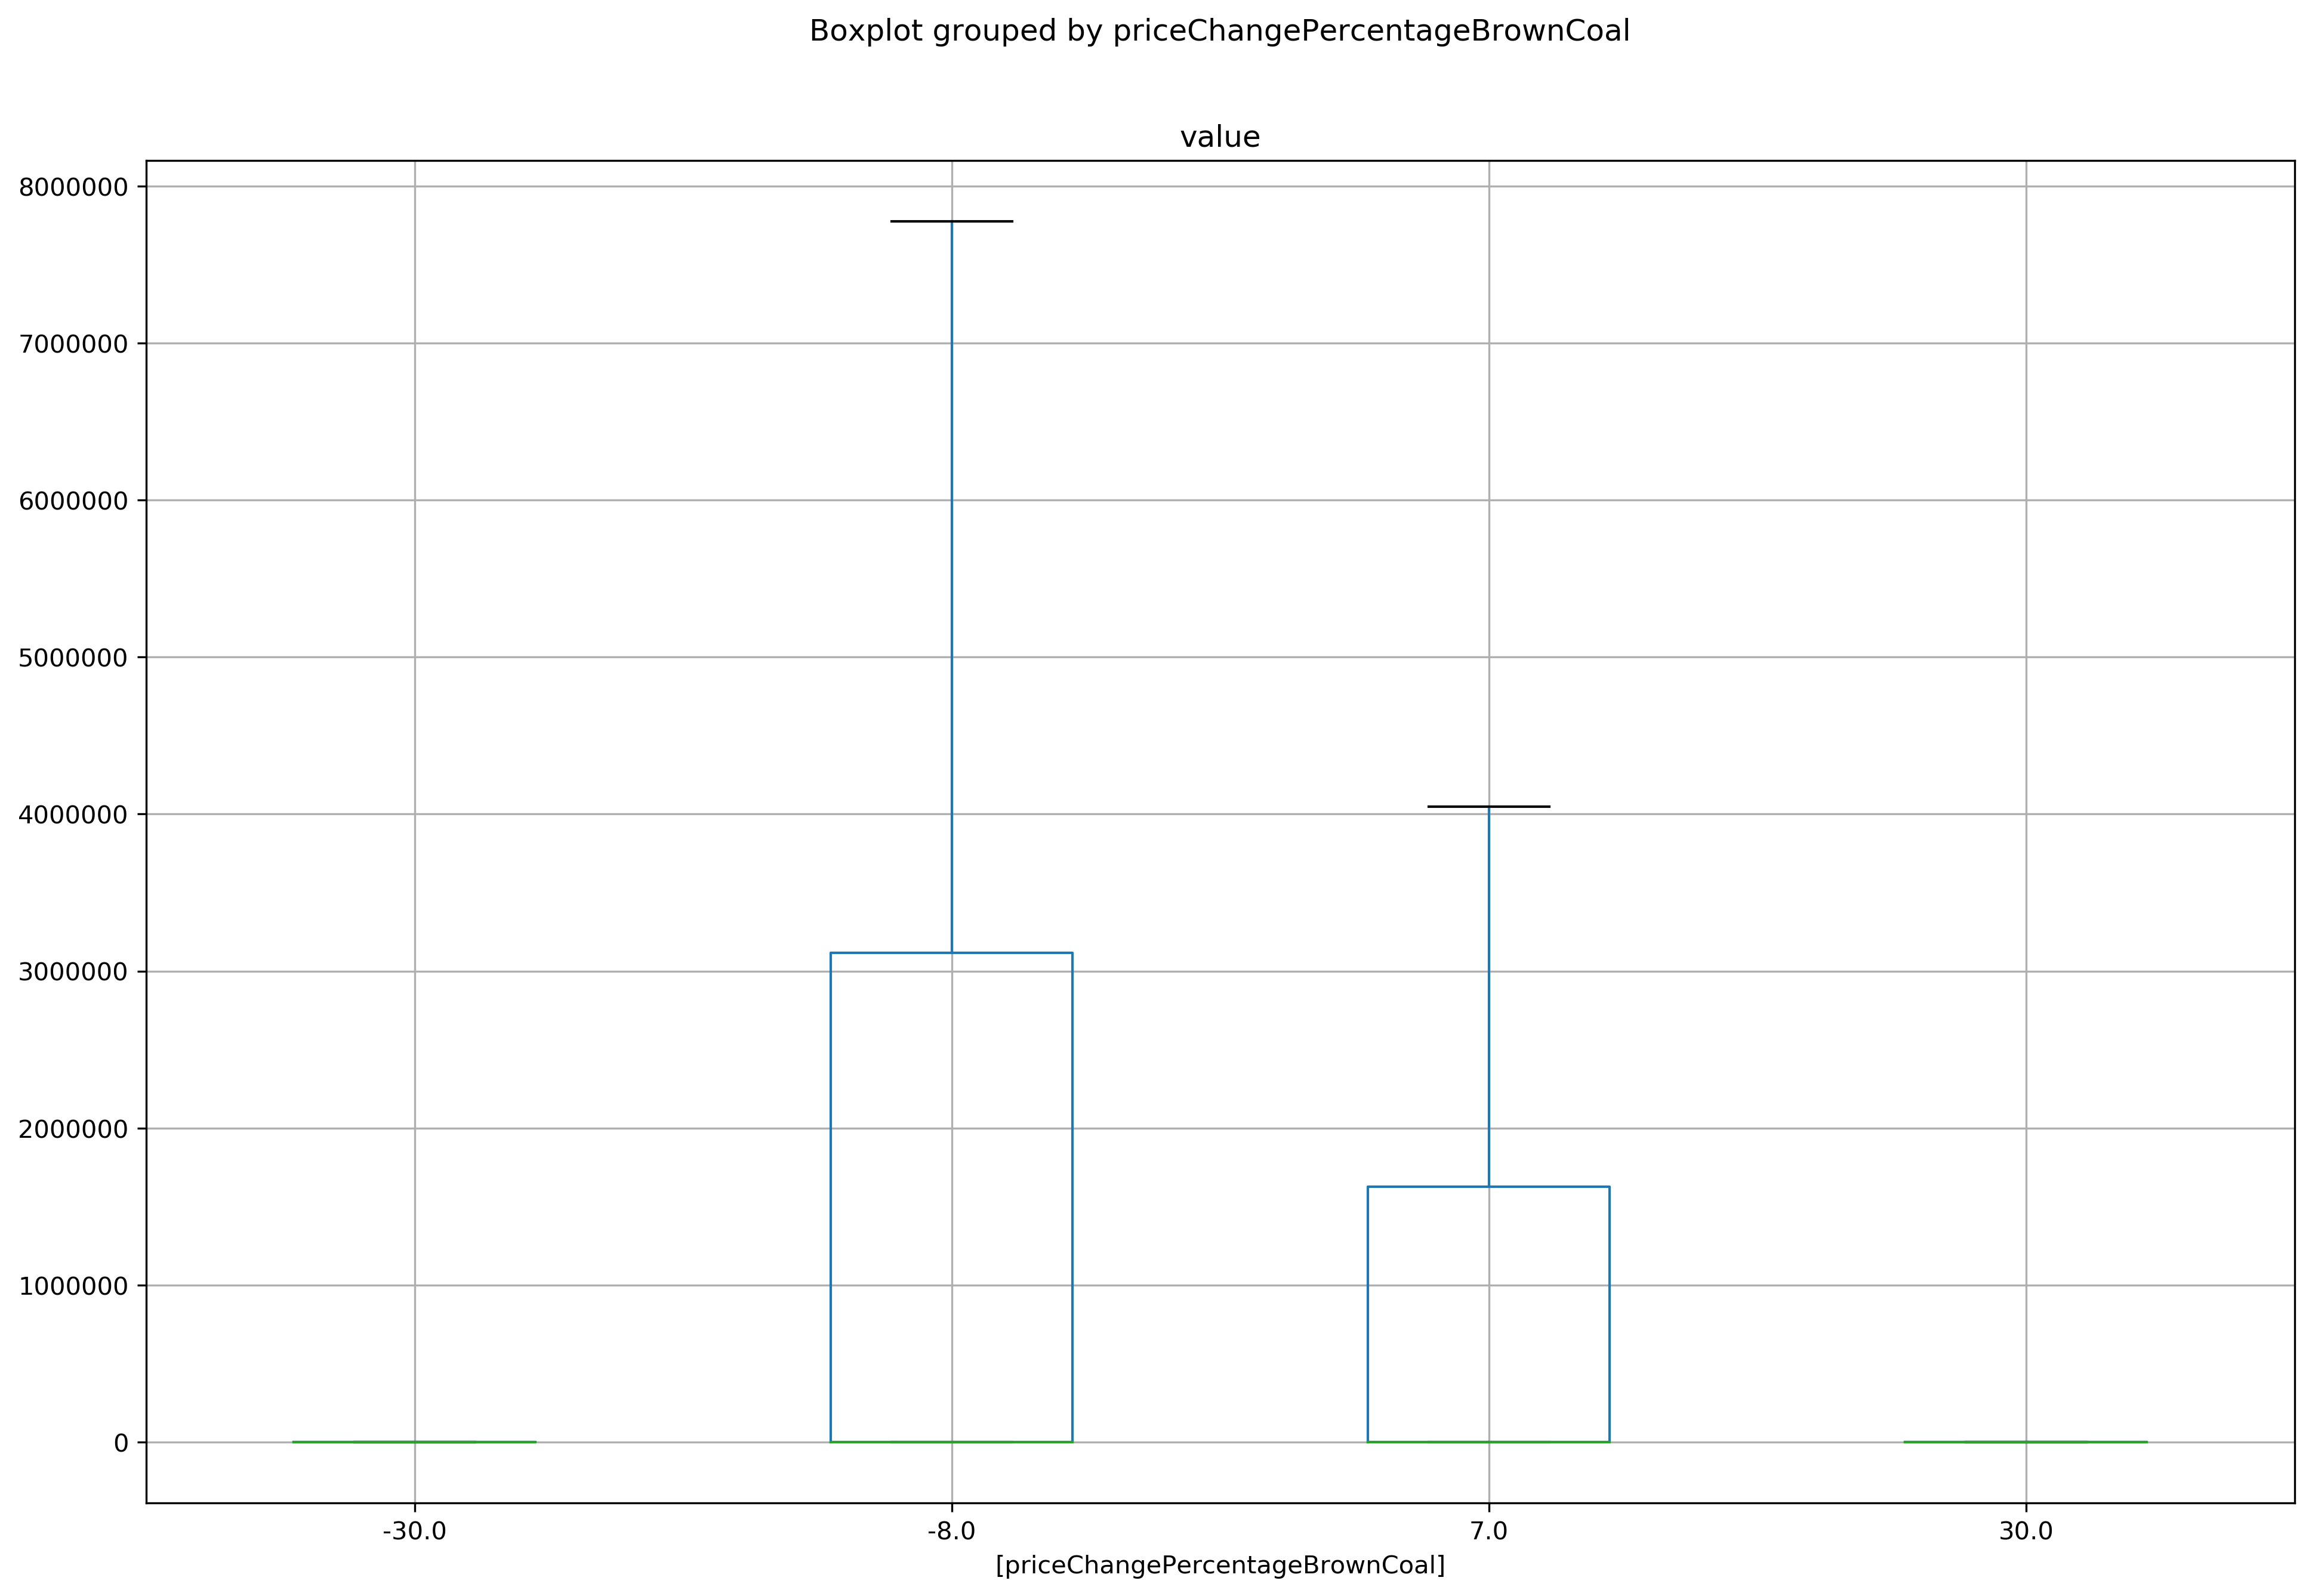 Boxplot grouped by priceChangePercentageBrownCoal
value
8000000
7000000
6000000
5000000
4000000
3000000
2000000
1000000
0
-30.0 -8.0 7.0 30.0
[priceChangePercentageBrownCoal]